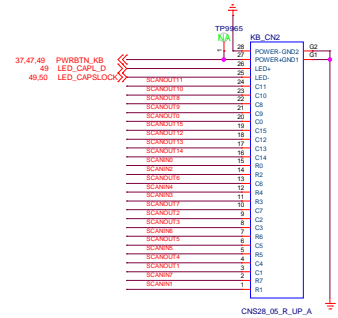 TP9965
NA
KB_CN2
1
28 POWER-GND2 G2
37,47,49 PWRBTN_KB 27 POWER+GND1 G1
49 LED_CAPL_D 26 LED+
49,50 LED_CAPSLOCK 25 LED-
SCANOUT11 24 C11
SCANOUT10 23 C10
SCANOUT8 22 C8
SCANOUT9 21 C9
SCANOUT0 20 C0
SCANOUT15 19 C15
SCANOUT12 18 C12
SCANOUT13 17 C13
SCANOUT14 16 C14
SCANIN0 15 R0
SCANIN2 14 R2
SCANOUT6 13 C6
SCANIN4 12 R4
SCANIN3 11 R3
SCANOUT7 10 C7
SCANOUT2 9 C2
SCANOUT3 8 C3
SCANIN6 7 R6
SCANOUT5 6 C5
SCANIN5 5 R5
SCANOUT4 4 C4
SCANOUT1 3 C1
SCANIN7 2 R7
SCANIN1 1 R1
CNS28_05_R_UP_A